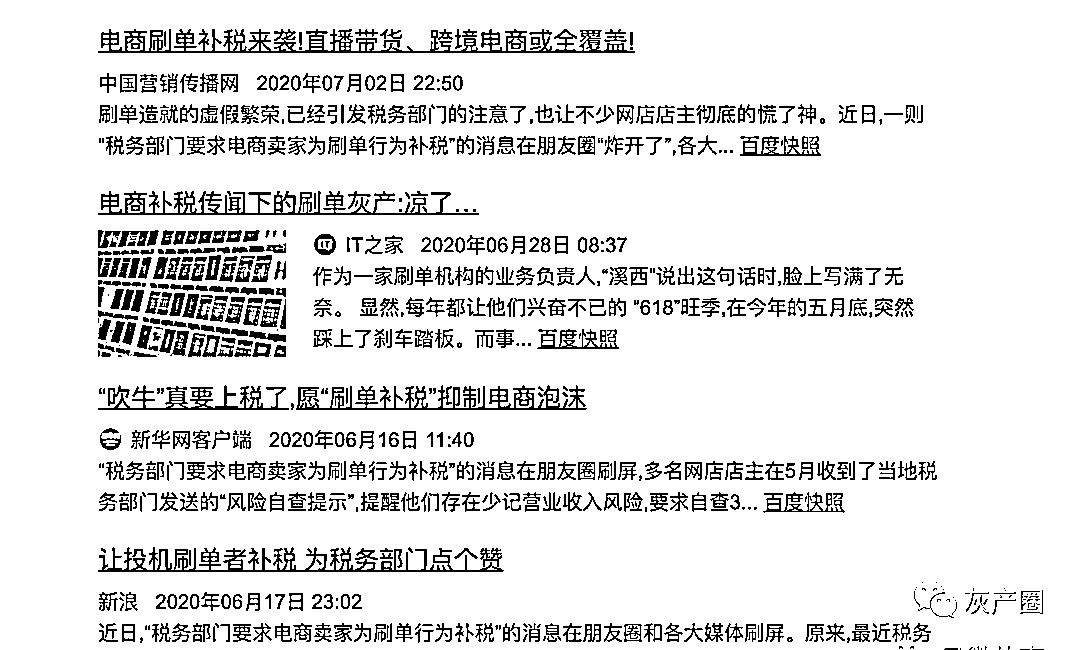 电商刷单补税来袭!直播带货、跨境电商或全覆盖!
中国营销传播网 2020年07月02日 22:50
刷单造就的虚假繁荣,已经引发税务部门的注意了,也让不少网店店主彻底的慌了神。近日,一则
“税务部门要求电商卖家为刷单行为补税”的消息在朋友圈“炸开了”,各大... 百度快照
电商补税传闻下的刷单灰产:凉了...
IT之家 2020年06月28日 08:37
作为一家刷单机构的业务负责人,“溪西”说出这句话时,脸上写满了无
奈。 显然,每年都让他们兴奋不已的 “618”旺季,在今年的五月底,突然
踩上了刹车踏板。而事... 百度快照
“吹牛”真要上税了,愿“刷单补税”抑制电商泡沫
新华网客户端 2020年06月16日 11:40
“税务部门要求电商卖家为刷单行为补税”的消息在朋友圈刷屏,多名网店店主在5月收到了当地税
务部门发送的“风险自查提示”,提醒他们存在少记营业收入风险,要求自查3... 百度快照
让投机刷单者补税 为税务部门点个赞
新浪 2020年06月17日 23:02
灰产圈
近日,“税务部门要求电商卖家为刷单行为补税”的消息在朋友圈和各大媒体刷屏。原来,最近税务